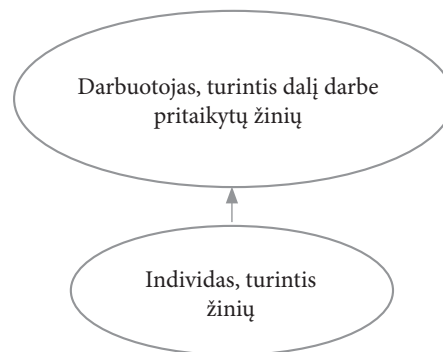 Darbuotojas, turintis dalį darbe
pritaikytų žinių
Individas, turintis
žinių